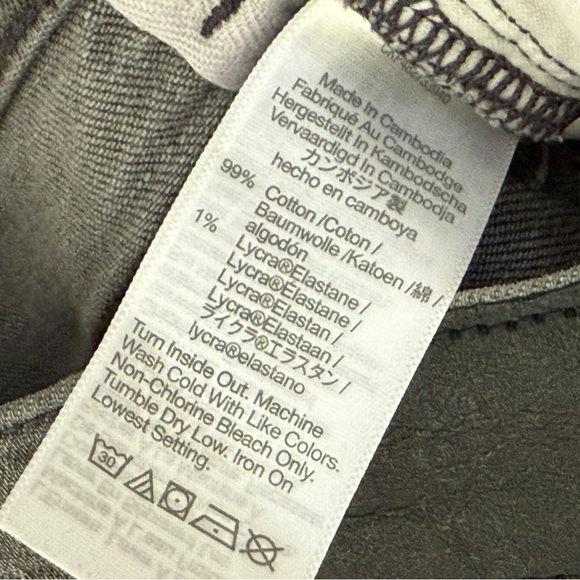 Made In Cambodia
Fabriqué Au Cambodge
Hergestellt In Kambodscha
Vervaardigd In Cambodja
カンボジア製
hecho en camboya
99% Cotton /Coton /
Baumwolle /Katoen /綿 /
algodón
1% Lycra®Elastane /
Lycra®Élastane /
Lycra®Elastan /
Lycra®Elastaan /
ライクラ®エラスタン /
lycra®elastano
Turn Inside Out. Machine
Wash Cold With Like Colors.
Non-Chlorine Bleach Only.
Tumble Dry Low. Iron On
Lowest Setting.
30